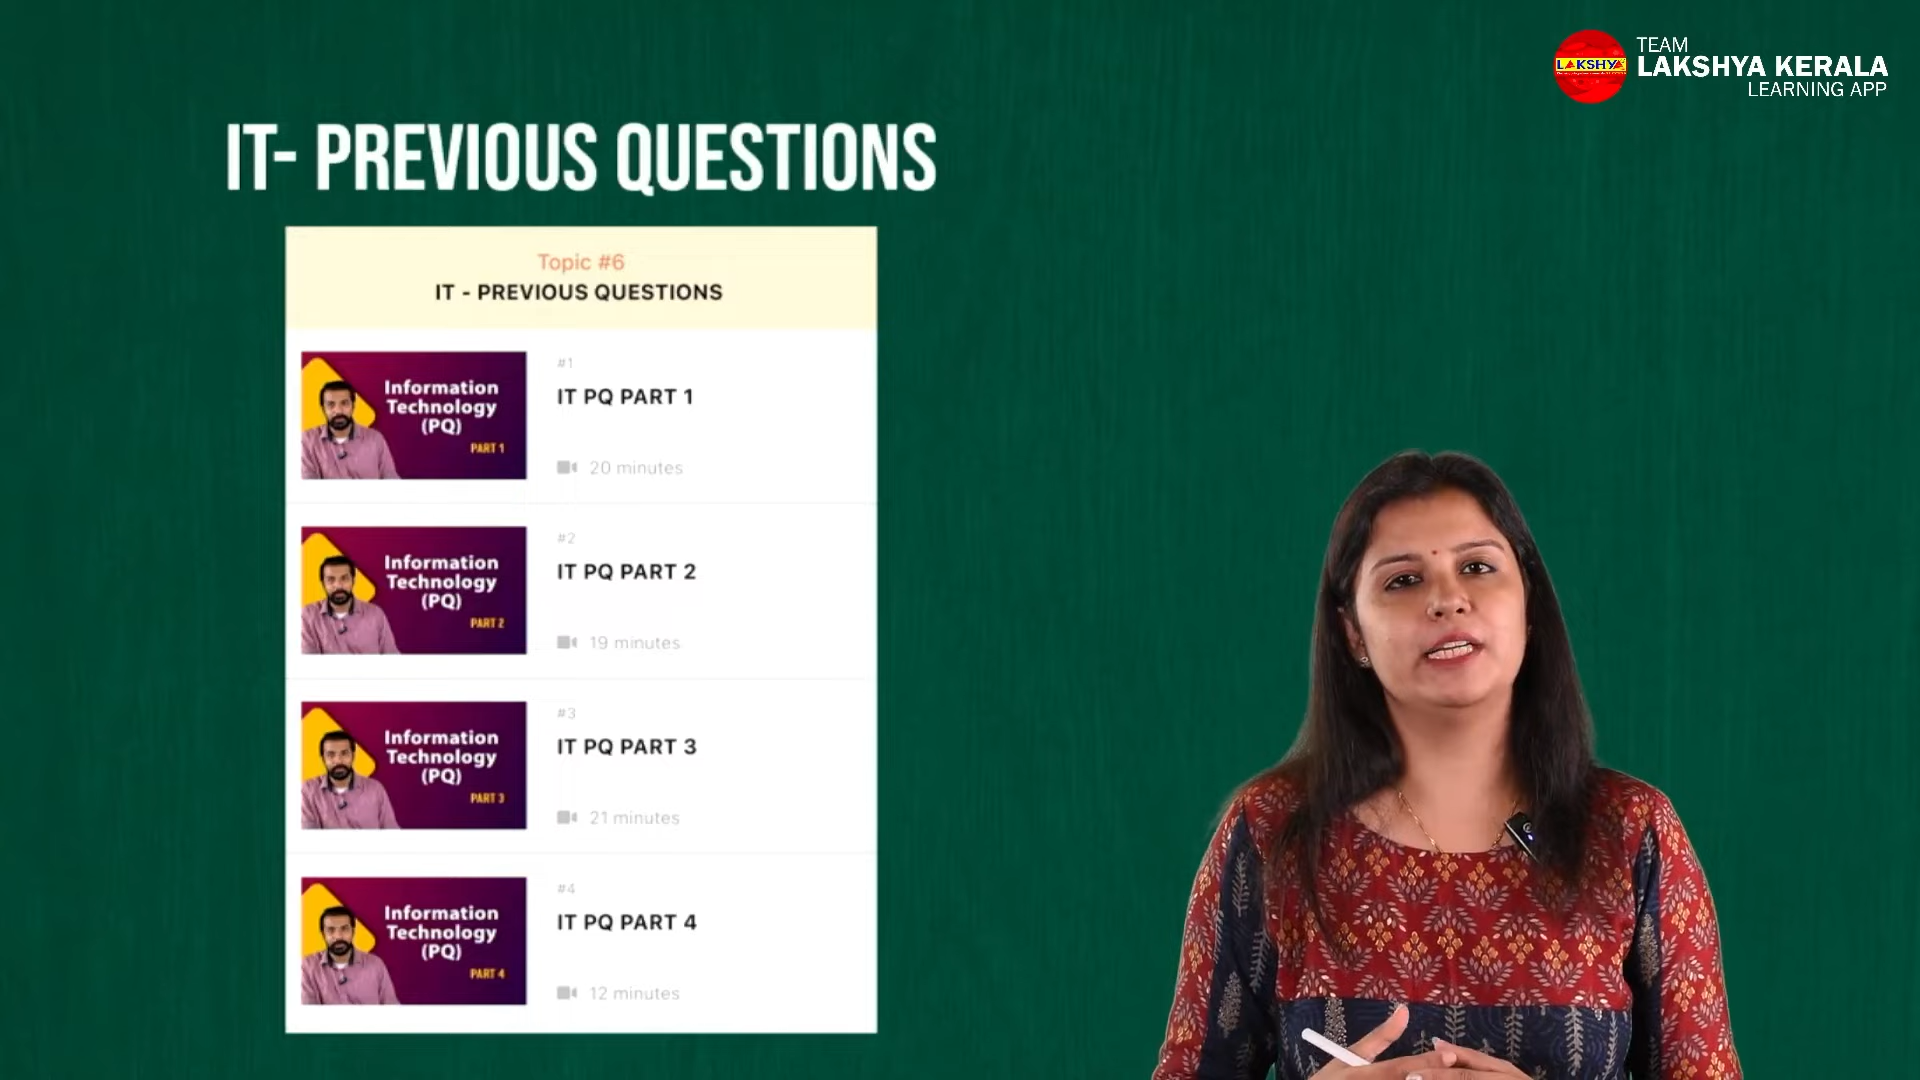 TEAM
LAKSHYA KERALA
LEARNING APP
LAKSHYA
IT- PREVIOUS QUESTIONS
Topic #6
IT - PREVIOUS QUESTIONS
Information
Technology
(PQ)
PART 1
#1
IT PQ PART 1
20 minutes
Information
Technology
(PQ)
PART 2
#2
IT PQ PART 2
19 minutes
Information
Technology
(PQ)
PART 3
#3
IT PQ PART 3
21 minutes
Information
Technology
(PQ)
PART 4
#4
IT PQ PART 4
12 minutes